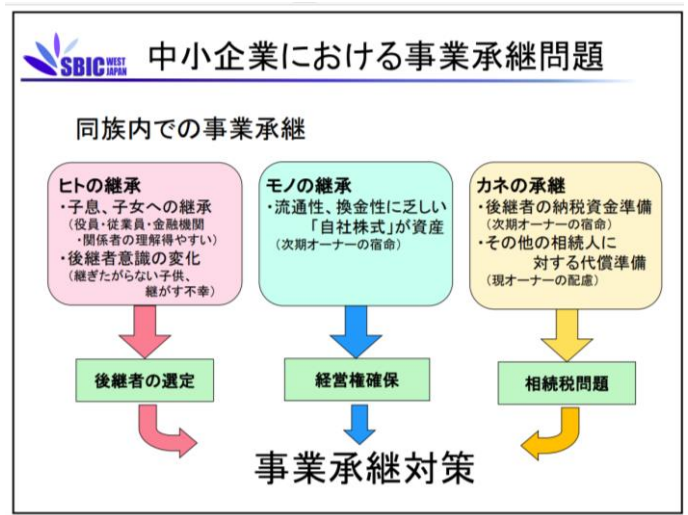 SBIC WEST JAPAN
中小企業における事業承継問題
同族内での事業承継
ヒトの継承
・子息、子女への継承
（役員・従業員・金融機関
・関係者の理解得やすい）
・後継者意識の変化
（継ぎたがらない子供、
継がす不幸）
モノの継承
・流通性、換金性に乏しい
「自社株式」が資産
（次期オーナーの宿命）
カネの承継
・後継者の納税資金準備
（次期オーナーの宿命）
・その他の相続人に
対する代償準備
（現オーナーの配慮）
後継者の選定
経営権確保
相続税問題
事業承継対策